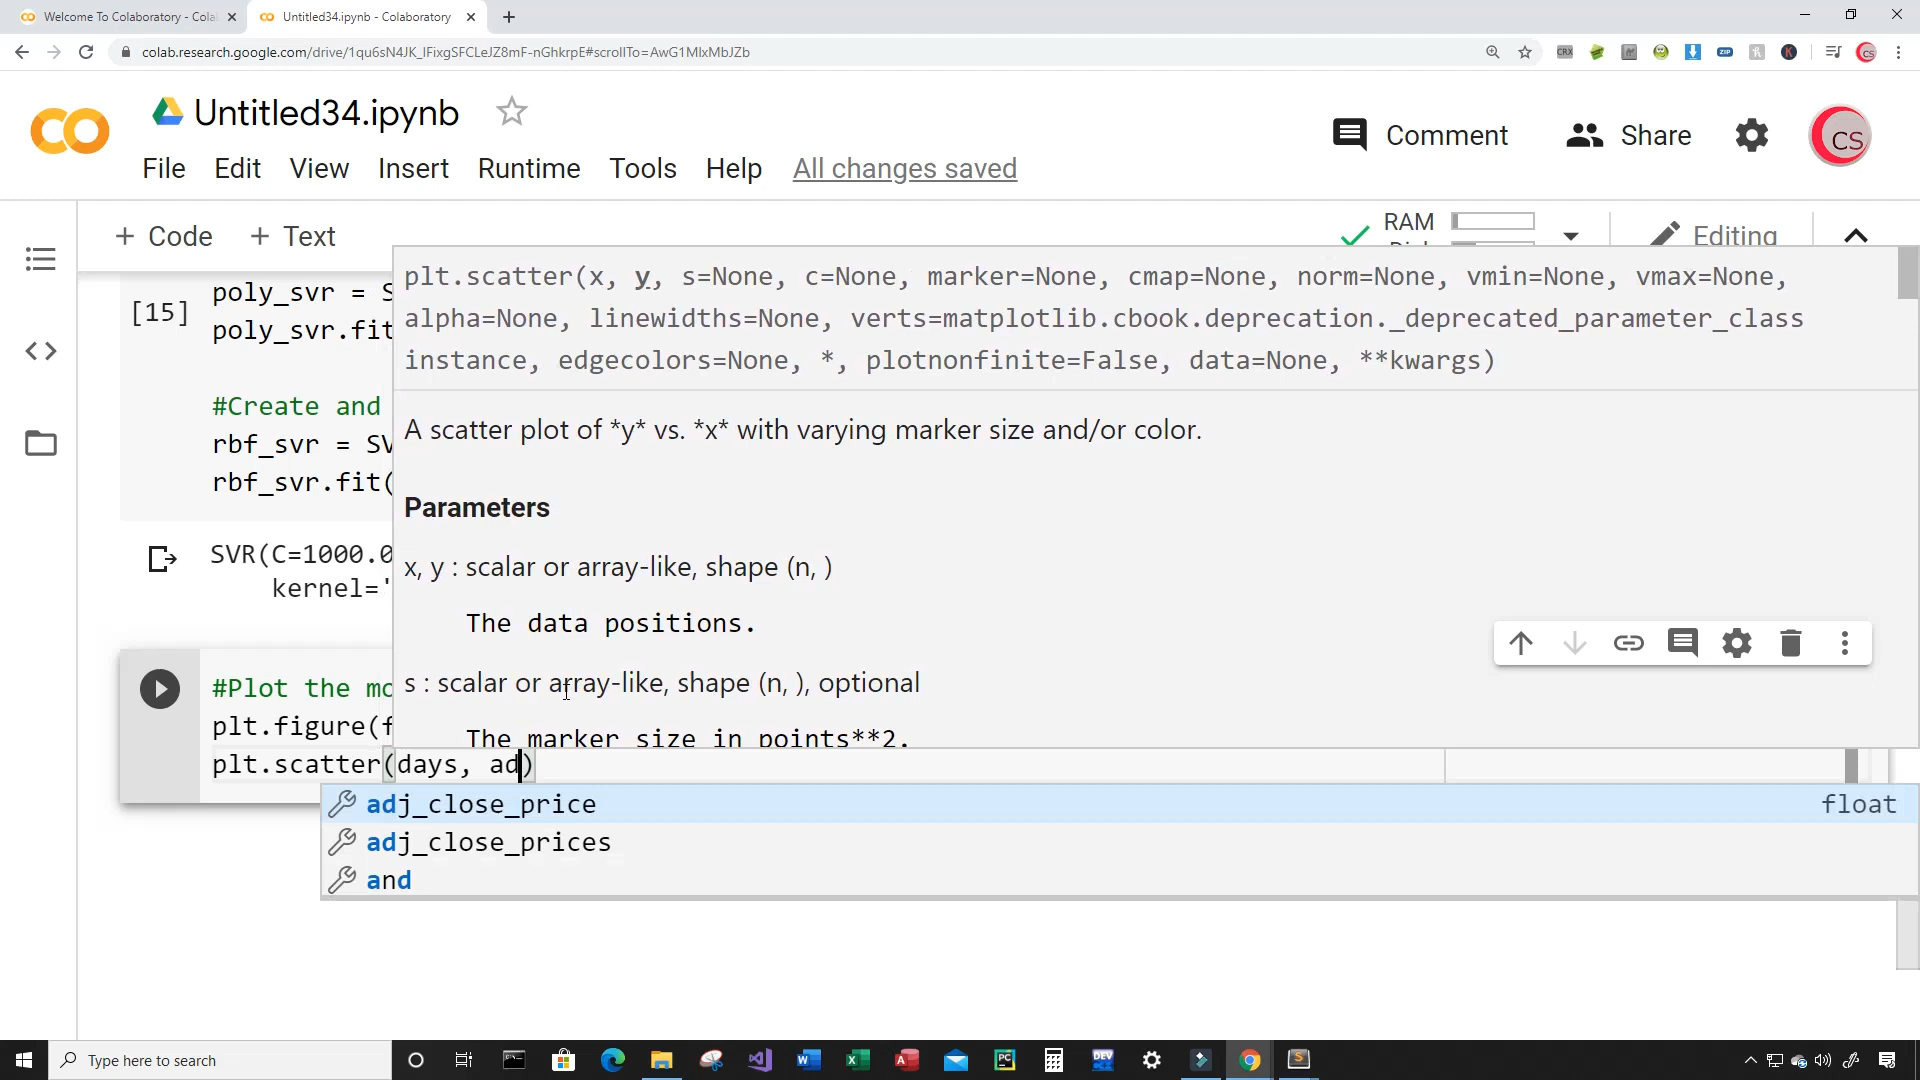 Welcome To Colaboratory - Cola
Untitled34.ipynb - Colaboratory
colab.research.google.com/drive/1qu6sN4JK_lFixgSFCLeJZ8mF-nGhkrpE#scrollTo=AwG1MlxMbJZb
Untitled34.ipynb
Comment
Share
CS
File Edit View Insert Runtime Tools Help All changes saved
+ Code + Text
RAM
Editing
[15]
poly_svr = S
poly_svr.fit
#Create and
rbf_svr = SV
rbf_svr.fit(
SVR(C=1000.0
kernel='
plt.scatter(x, y, s=None, c=None, marker=None, cmap=None, norm=None, vmin=None, vmax=None,
alpha=None, linewidths=None, verts=matplotlib.cbook.deprecation._deprecated_parameter_class
instance, edgecolors=None, *, plotnonfinite=False, data=None, **kwargs)
A scatter plot of *y* vs. *x* with varying marker size and/or color.
Parameters
x, y : scalar or array-like, shape (n, )
The data positions.
s : scalar or array-like, shape (n, ), optional
The marker size in points**2.
#Plot the mo
plt.figure(f
plt.scatter(days, ad)
adj_close_price float
adj_close_prices
and
Type here to search